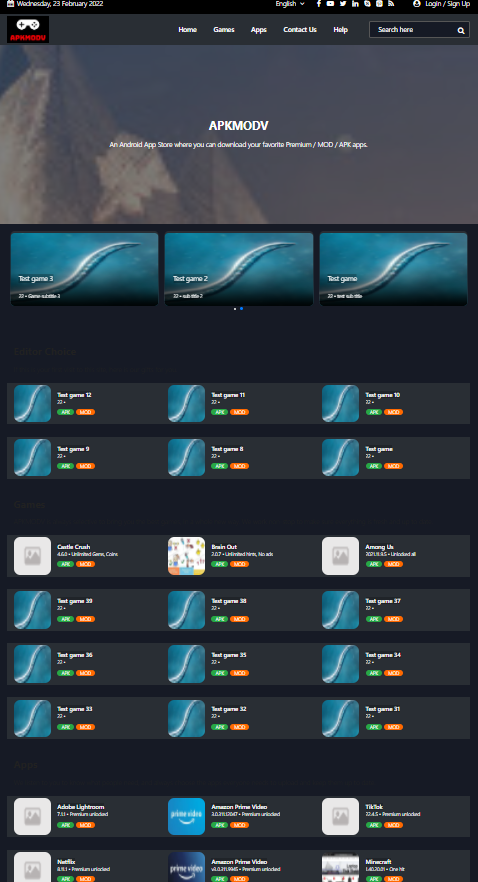 Wednesday, 23 February 2022
English
Login / Sign Up
APKMODV
Home
Games
Apps
Contact Us
Help
Search here
APKMODV
An Android App Store where you can download your favorite Premium / MOD / APK apps.
Test game 3
22 • Game subtitle 3
Test game 2
22 • sub title 2
Test game
22 • test sub title
Editor Choice
Test game 12
22 •
APK MOD
Test game 11
22 •
APK MOD
Test game 10
22 •
APK MOD
Test game 9
22 •
APK MOD
Test game 8
22 •
APK MOD
Test game
22 •
APK MOD
Games
Castle Crush
4.6.0 • Unlimited Gems, Coins
APK MOD
Brain Out
2.0.7 • Unlimited hints, No ads
APK MOD
Among Us
2021.11.9.5 • Unlocked all
APK MOD
Test game 39
22 •
APK MOD
Test game 38
22 •
APK MOD
Test game 37
22 •
APK MOD
Test game 36
22 •
APK MOD
Test game 35
22 •
APK MOD
Test game 34
22 •
APK MOD
Test game 33
22 •
APK MOD
Test game 32
22 •
APK MOD
Test game 31
22 •
APK MOD
Apps
Adobe Lightroom
7.1.1 • Premium unlocked
APK MOD
prime video
Amazon Prime Video
3.0.311.12047 • Premium Unlocked
APK MOD
TikTok
22.4.5 • Premium Unlocked
APK MOD
Netflix
8.11.1 • Premium Unlocked
APK MOD
prime video
Amazon Prime Video
v3.0.311.9945 • Premium Unlocked
APK MOD
Minecraft
1.40.20.01 • One hit
APK MOD